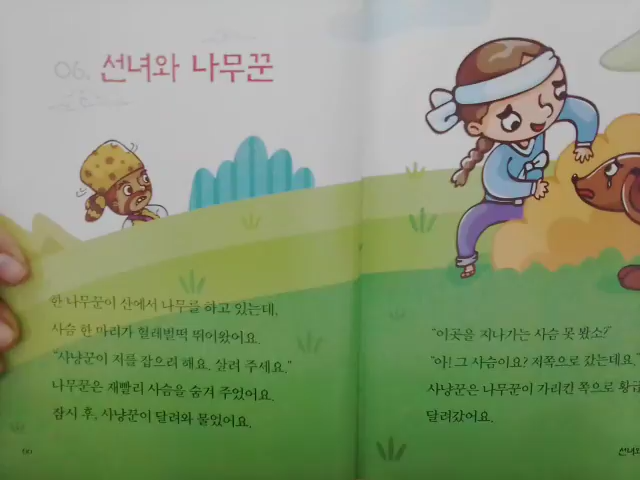 06. 선녀와 나무꾼
한 나무꾼이 산에서 나무를 하고 있는데,
사슴 한 마리가 헐레벌떡 뛰어왔어요.
"사냥꾼이 저를 잡으려 해요. 살려 주세요."
나무꾼은 재빨리 사슴을 숨겨 주었어요.
잠시 후, 사냥꾼이 달려와 물었어요.
"이곳을 지나가는 사슴 못 봤소?"
"아! 그 사슴이요? 저쪽으로 갔는데요."
사냥꾼은 나무꾼이 가리킨 쪽으로 황급
달려갔어요.
선녀와